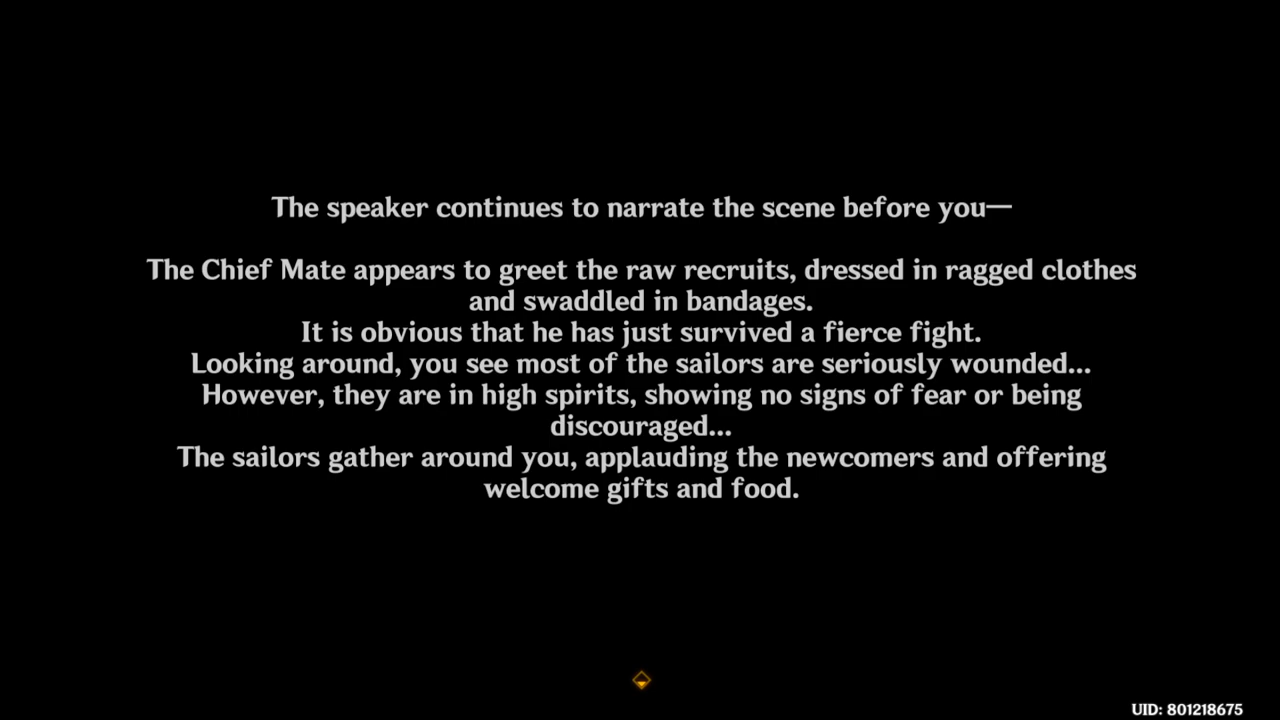 The speaker continues to narrate the scene before you—
The Chief Mate appears to greet the raw recruits, dressed in ragged clothes
and swaddled in bandages.
It is obvious that he has just survived a fierce fight.
Looking around, you see most of the sailors are seriously wounded...
However, they are in high spirits, showing no signs of fear or being
discouraged...
The sailors gather around you, applauding the newcomers and offering
welcome gifts and food.
UID: 801218675